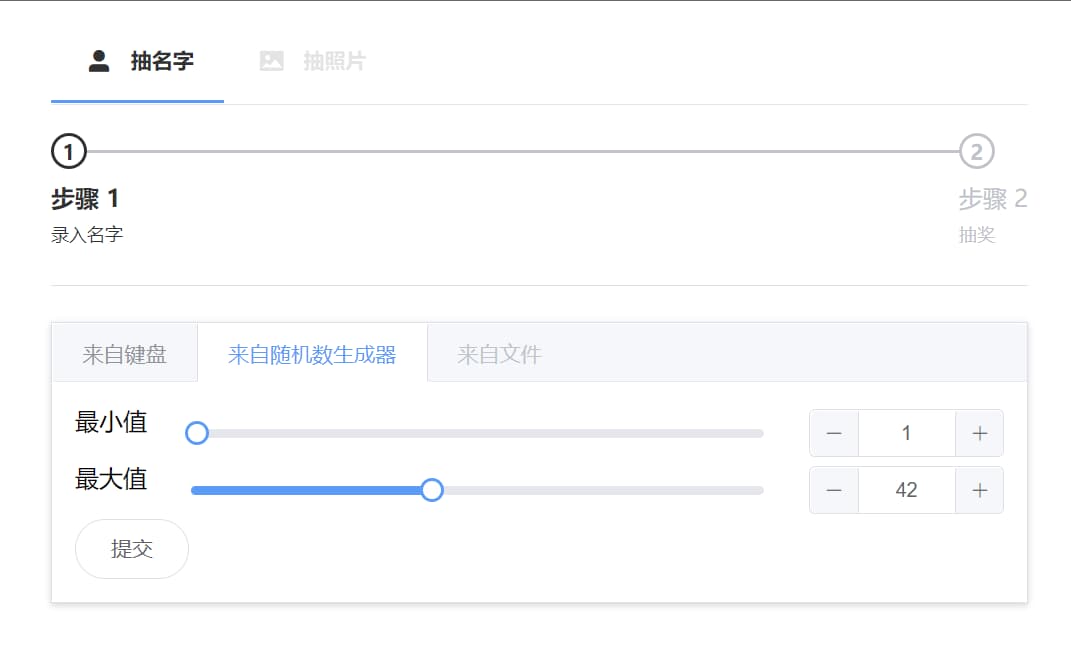 抽名字 抽照片
1 2
步骤 1 步骤 2
录入名字 抽奖
来自键盘 来自随机数生成器 来自文件
最小值 − 1 +
最大值 − 42 +
提交